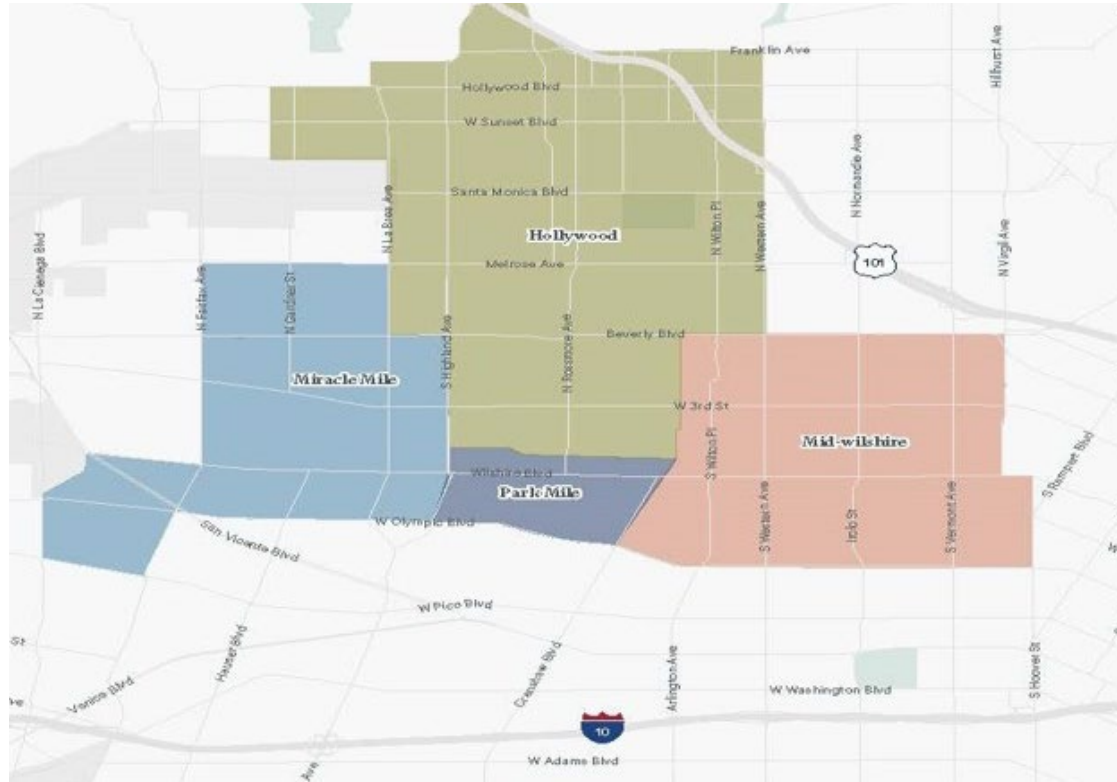 Franklin Ave
Hillhurst Ave
Hollywood Blvd
W Sunset Blvd
Santa Monica Blvd
N La Brea Ave
N Wilton Pl
N Western Ave
N Normandie Ave
Hollywood
N La Cienega Blvd
N Fairfax Ave
N Gardner St
Melrose Ave
101
N Virgil Ave
S Highland Ave
N Rossmore Ave
Beverly Blvd
Miracle Mile
W 3rd St
Mid-wilshire
S Wilton Pl
S Rampart Blvd
Wilshire Blvd
Park Mile
W Olympic Blvd
San Vicente Blvd
S Western Ave
Irolo St
S Vermont Ave
W
W Pico Blvd
St
Hauser Blvd
Crenshaw Blvd
Arlington Ave
S Hoover St
Venice Blvd
W Washington Blvd
ve
10
Ave
W Adams Blvd